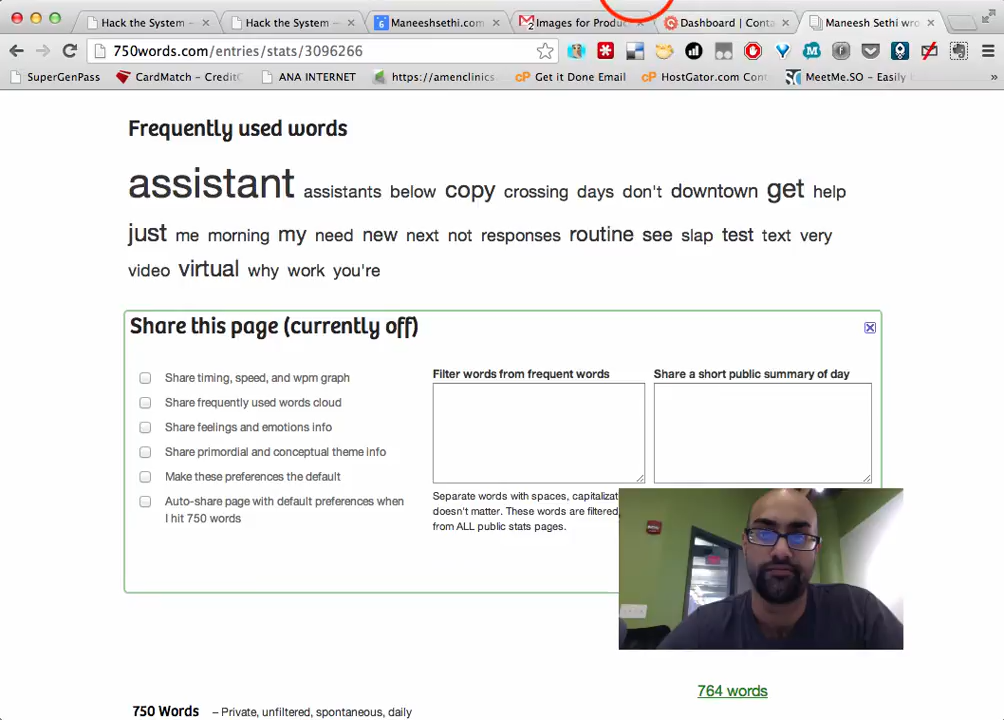 Hack the System —
Hack the System —
6 Maneeshsethi.com
Images for Produ
Dashboard | Conta
Maneesh Sethi wro
750words.com/entries/stats/3096266
SuperGenPass
CardMatch - Credit
ANA INTERNET
https://amenclinics
cP Get it Done Email
cP HostGator.com Cont
MeetMe.SO - Easily
»
Frequently used words
assistant assistants below copy crossing days don't downtown get help
just me morning my need new next not responses routine see slap test text very
video virtual why work you're
Share this page (currently off)
Share timing, speed, and wpm graph
Share frequently used words cloud
Share feelings and emotions info
Share primordial and conceptual theme info
Make these preferences the default
Auto-share page with default preferences when
I hit 750 words
Filter words from frequent words
Separate words with spaces, capitalizat
doesn't matter. These words are filtered,
from ALL public stats pages.
Share a short public summary of day
764 words
750 Words – Private, unfiltered, spontaneous, daily